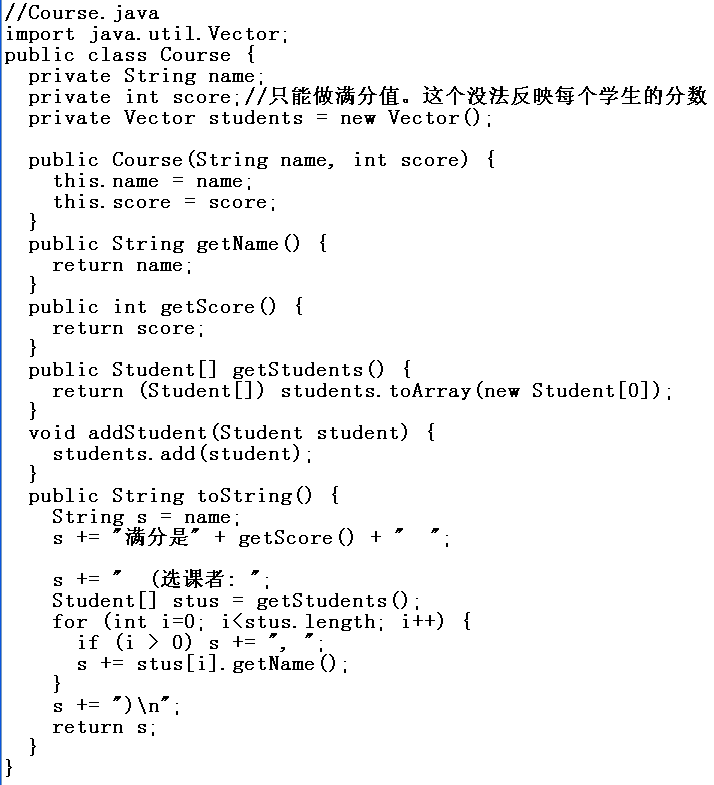 //Course.java
import java.util.Vector;
public class Course {
  private String name;
  private int score;//只能做满分值。这个没法反映每个学生的分数
  private Vector students = new Vector();

  public Course(String name, int score) {
    this.name = name;
    this.score = score;
  }
  public String getName() {
    return name;
  }
  public int getScore() {
    return score;
  }
  public Student[] getStudents() {
    return (Student[]) students.toArray(new Student[0]);
  }
  void addStudent(Student student) {
    students.add(student);
  }
  public String toString() {
    String s = name;
    s += "满分是" + getScore() + "  ";

    s += "  (选课者: ";
    Student[] stus = getStudents();
    for (int i=0; i<stus.length; i++) {
      if (i > 0) s += ", ";
      s += stus[i].getName();
    }
    s += ")\n";
    return s;
  }
}